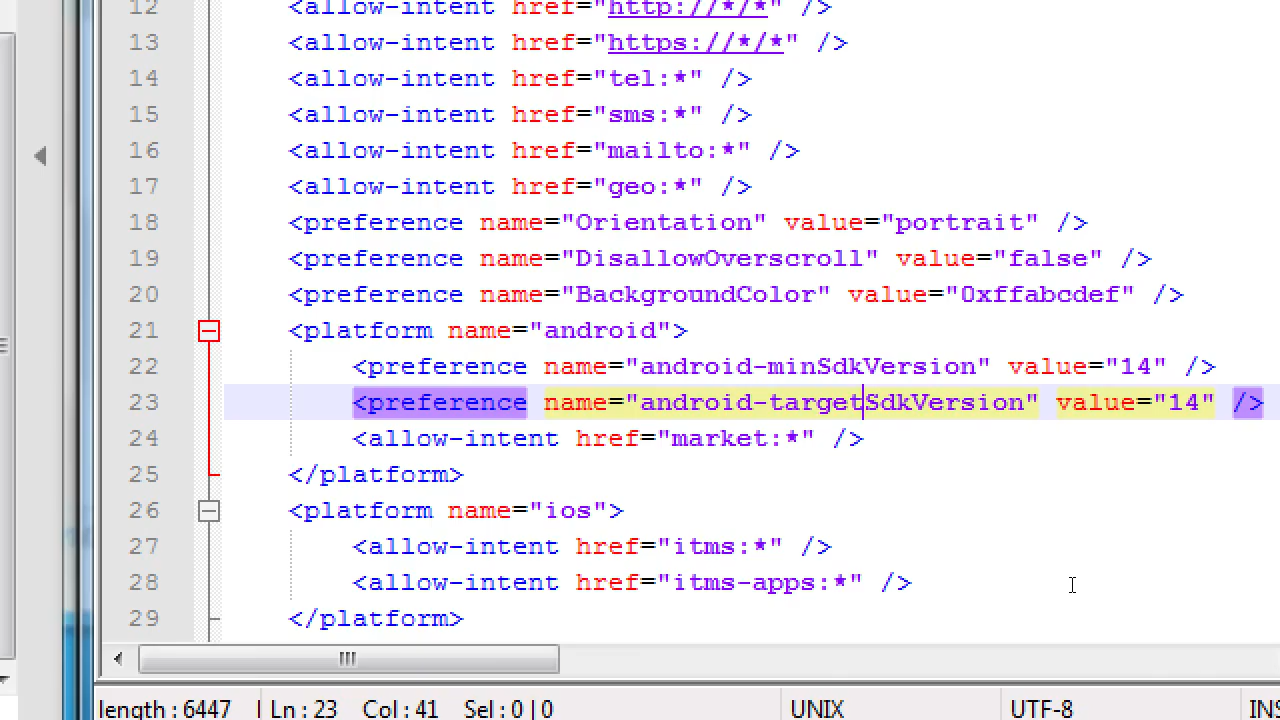 12 <allow-intent href="http://*/*" />
13 <allow-intent href="https://*/*" />
14 <allow-intent href="tel:*" />
15 <allow-intent href="sms:*" />
16 <allow-intent href="mailto:*" />
17 <allow-intent href="geo:*" />
18 <preference name="Orientation" value="portrait" />
19 <preference name="DisallowOverscroll" value="false" />
20 <preference name="BackgroundColor" value="0xffabcdef" />
21 <platform name="android">
22 <preference name="android-minSdkVersion" value="14" />
23 <preference name="android-targetSdkVersion" value="14" />
24 <allow-intent href="market:*" />
25 </platform>
26 <platform name="ios">
27 <allow-intent href="itms:*" />
28 <allow-intent href="itms-apps:*" />
29 </platform>
length : 6447 Ln : 23 Col : 41 Sel : 0 | 0 UNIX UTF-8 INS